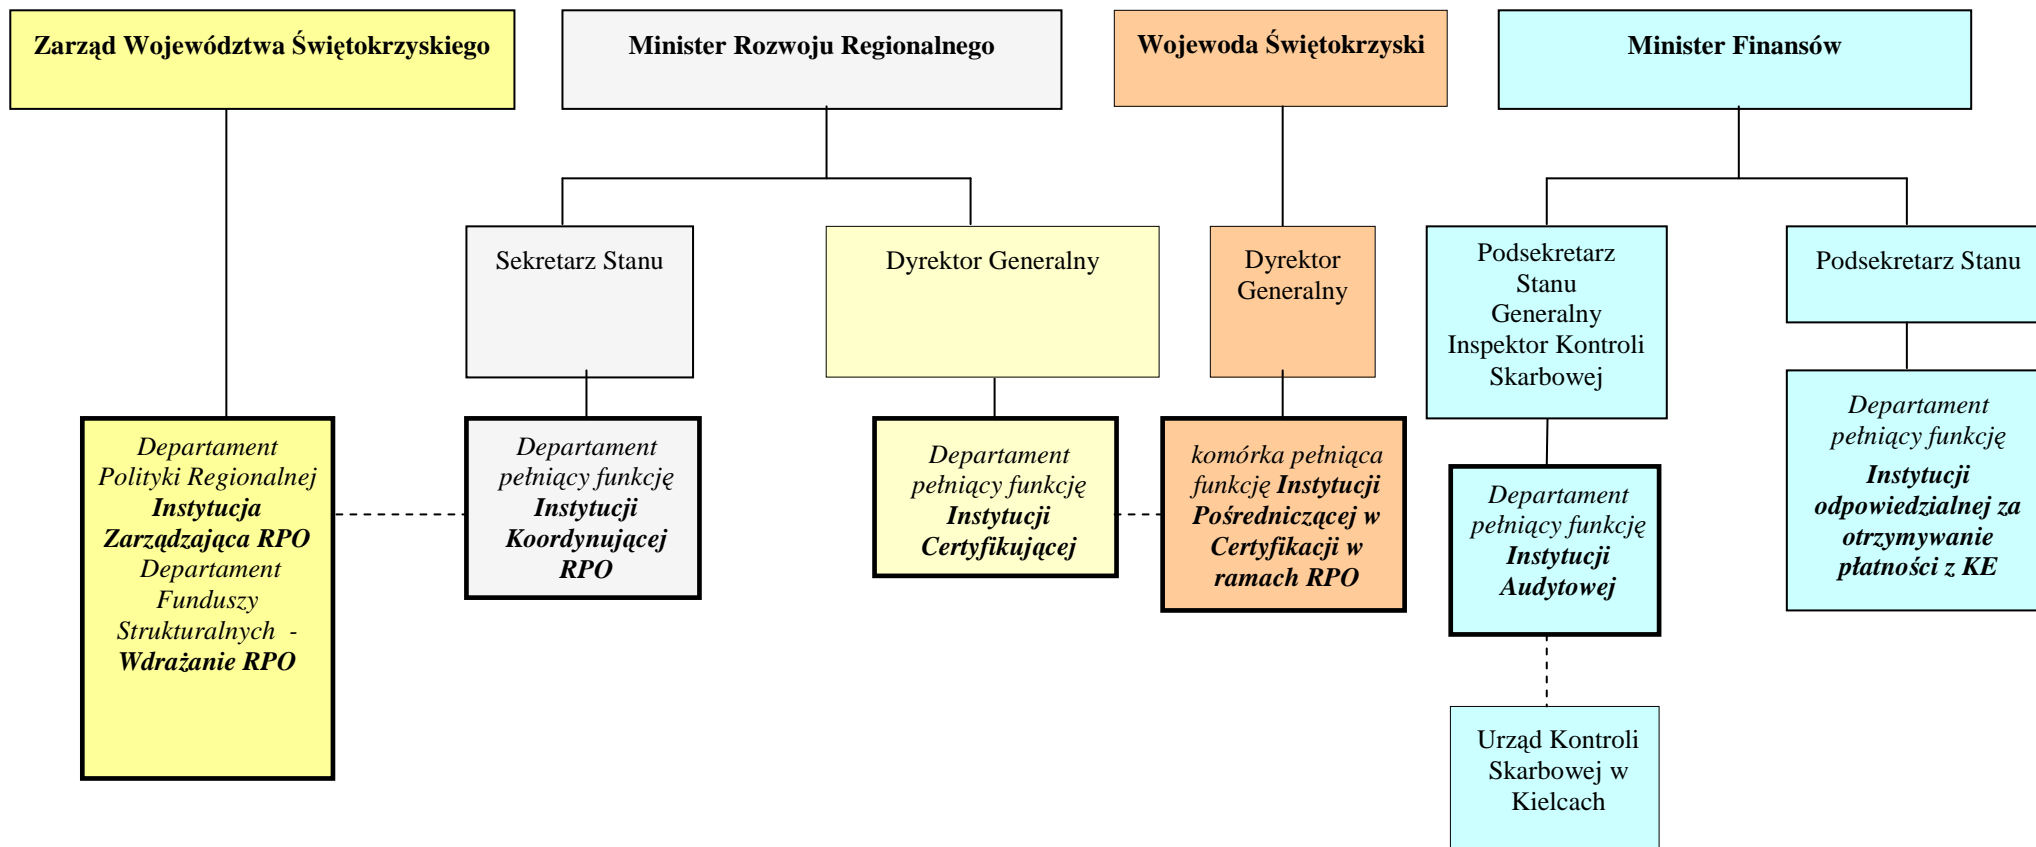 Zarząd Województwa Świętokrzyskiego
Minister Rozwoju Regionalnego
Wojewoda Świętokrzyski
Minister Finansów
Sekretarz Stanu
Dyrektor Generalny
Dyrektor
Generalny
Podsekretarz
Stanu
Generalny
Inspektor Kontroli
Skarbowej
Podsekretarz Stanu
Departament
Polityki Regionalnej
Instytucja
Zarządzająca RPO
Departament
Funduszy
Strukturalnych -
Wdrażanie RPO
Departament
pełniący funkcję
Instytucji
Koordynującej
RPO
Departament
pełniący funkcję
Instytucji
Certyfikującej
komórka pełniąca
funkcję Instytucji
Pośredniczącej w
Certyfikacji w
ramach RPO
Departament
pełniący funkcję
Instytucji
Audytowej
Departament
pełniący funkcję
Instytucji
odpowiedzialnej za
otrzymywanie
płatności z KE
Urząd Kontroli
Skarbowej w
Kielcach